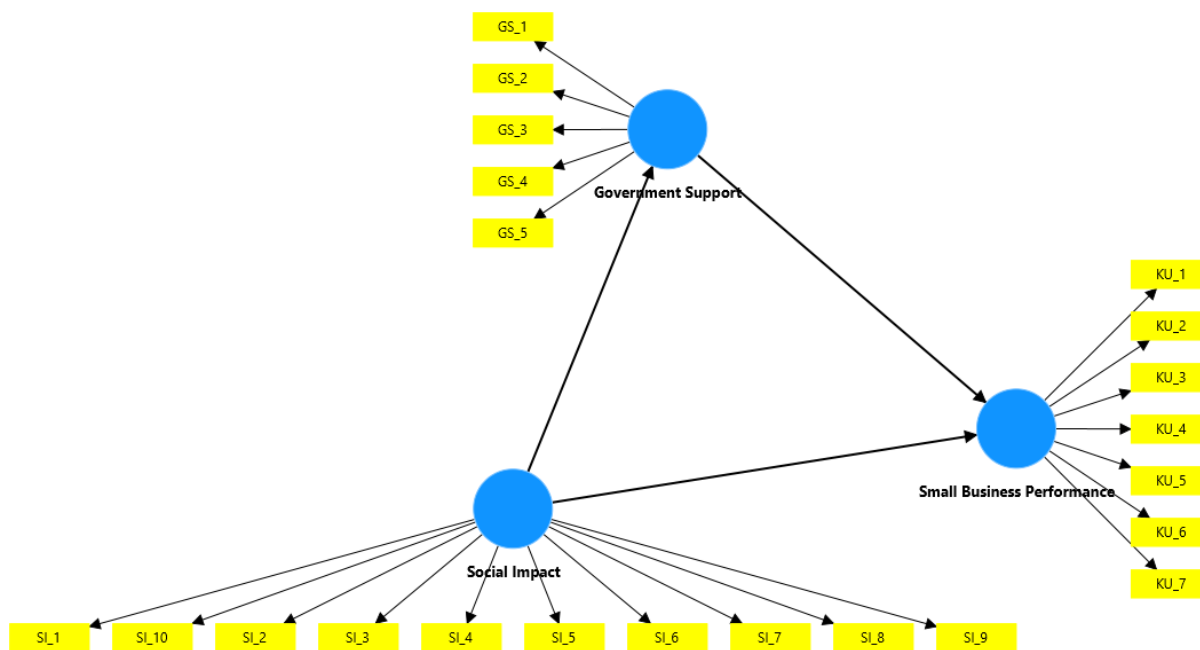 GS_1
GS_2
GS_3
GS_4
GS_5
Government Support
KU_1
KU_2
KU_3
KU_4
KU_5
KU_6
KU_7
Small Business Performance
Social Impact
SI_1
SI_10
SI_2
SI_3
SI_4
SI_5
SI_6
SI_7
SI_8
SI_9